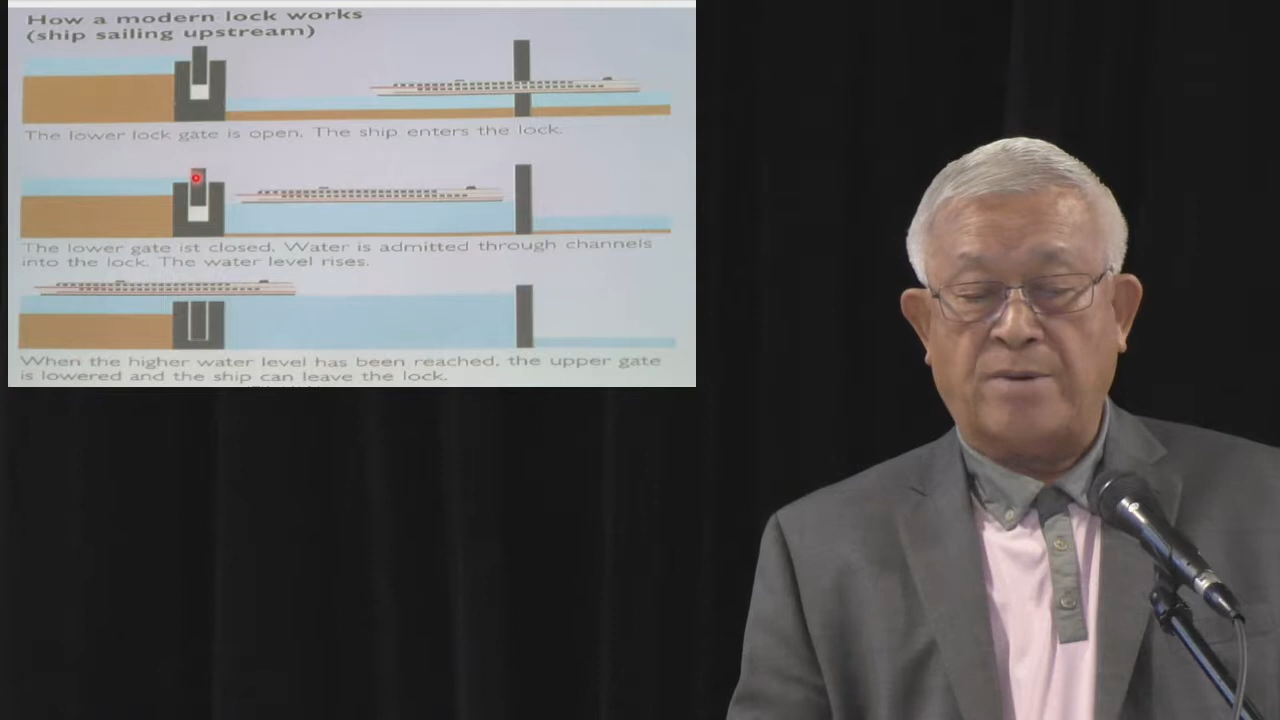 How a modern lock works
(ship sailing upstream)
The lower lock gate is open. The ship enters the lock.
The lower gate ist closed. Water is admitted through channels
into the lock. The water level rises.
When the higher water level has been reached, the upper gate
is lowered and the ship can leave the lock.